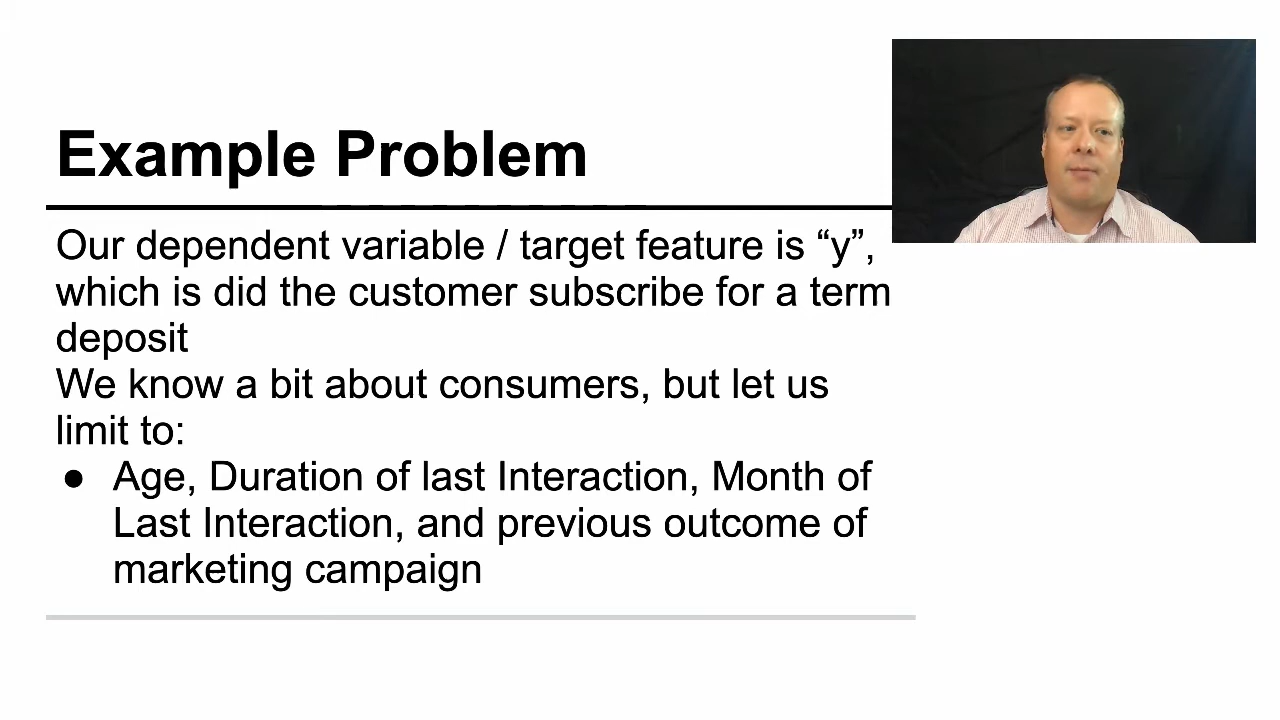 Example Problem
Our dependent variable / target feature is “y”,
which is did the customer subscribe for a term
deposit
We know a bit about consumers, but let us
limit to:
● Age, Duration of last Interaction, Month of
Last Interaction, and previous outcome of
marketing campaign